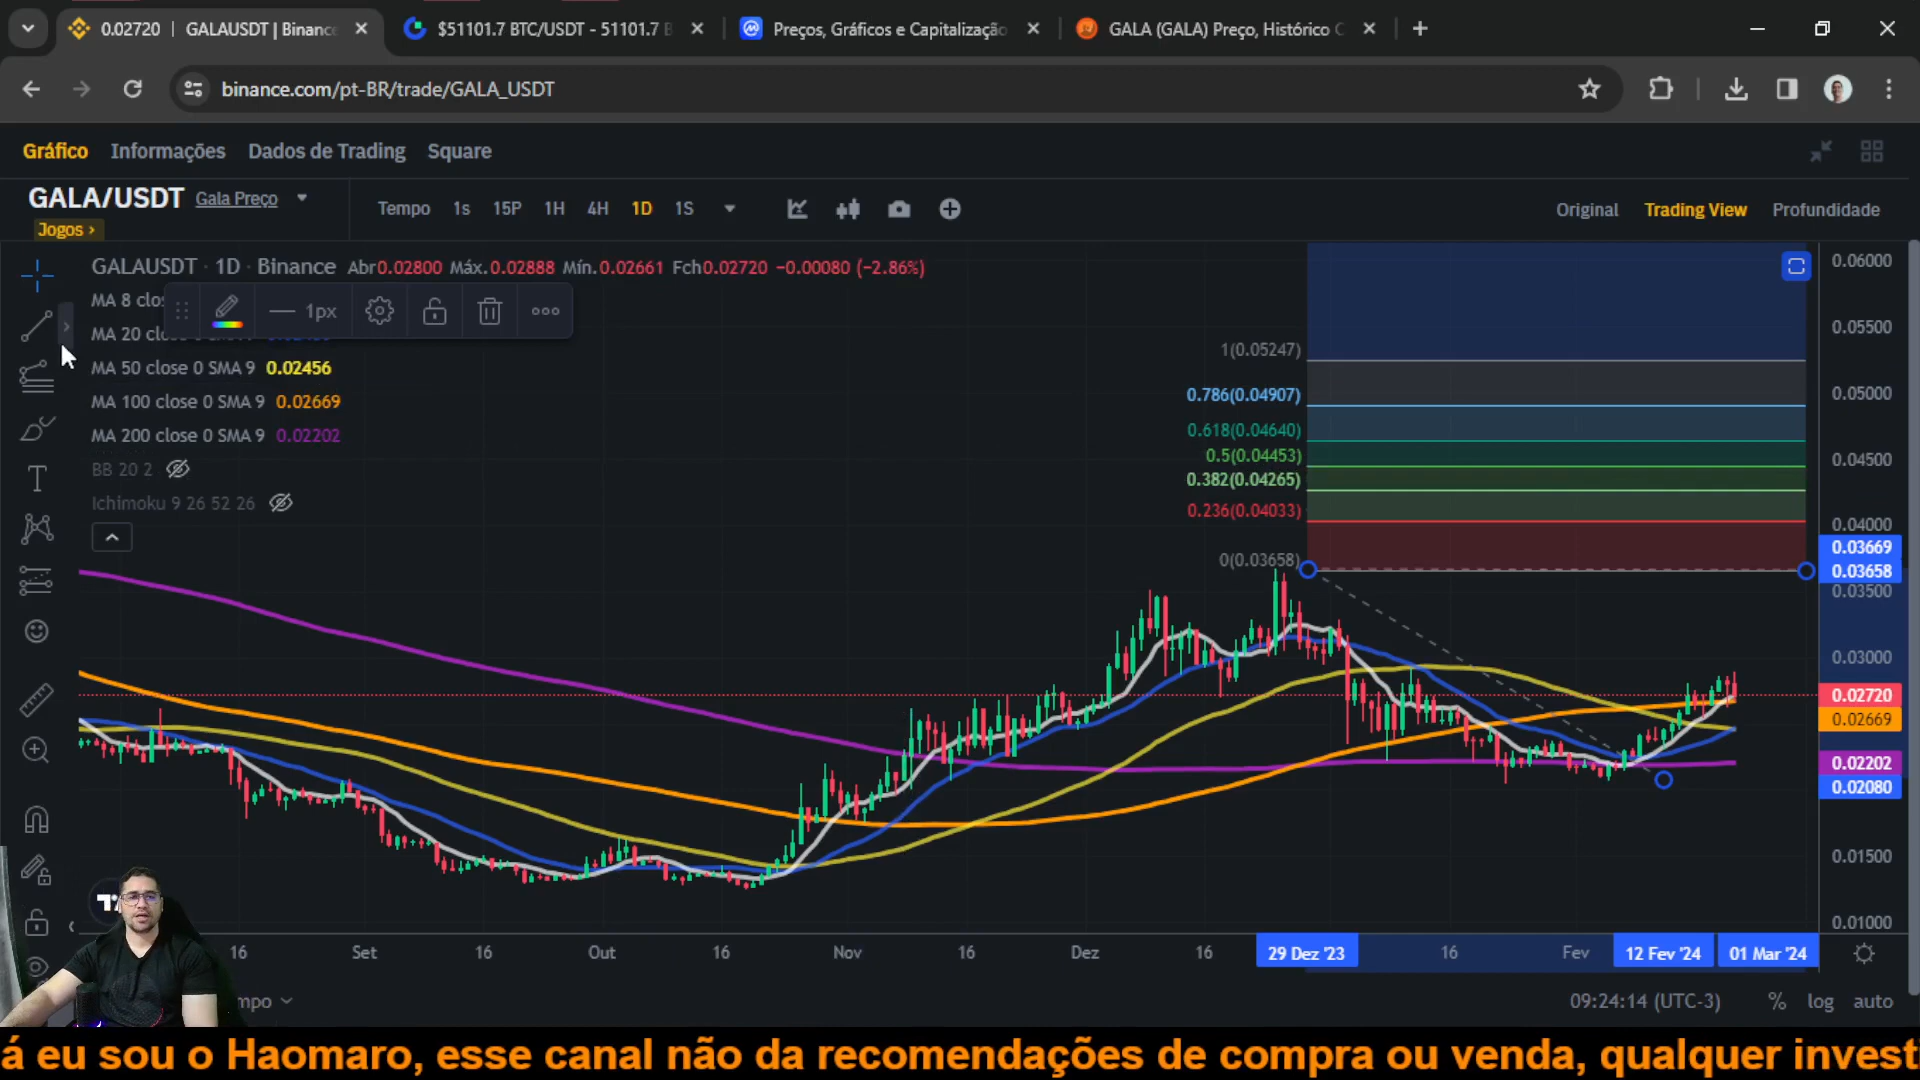 0.02720 | GALAUSDT | Binance
$51101.7 BTC/USDT - 51101.7 B
Preços, Gráficos e Capitalização
GALA (GALA) Preço, Histórico C
binance.com/pt-BR/trade/GALA_USDT
Gráfico Informações Dados de Trading Square
GALA/USDT Gala Preço
Jogos ›
Tempo 1s 15P 1H 4H 1D 1S
Original Trading View Profundidade
GALAUSDT · 1D · Binance Abr0.02800 Máx.0.02888 Mín.0.02661 Fch0.02720 −0.00080 (−2.86%)
MA 8 clos
1px
MA 20 clo
MA 50 close 0 SMA 9 0.02456
MA 100 close 0 SMA 9 0.02669
MA 200 close 0 SMA 9 0.02202
BB 20 2
Ichimoku 9 26 52 26
1(0.05247)
0.786(0.04907)
0.618(0.04640)
0.5(0.04453)
0.382(0.04265)
0.236(0.04033)
0(0.03658)
0.06000
0.05500
0.05000
0.04500
0.04000
0.03669
0.03658
0.03500
0.03000
0.02720
0.02669
0.02202
0.02080
0.01500
0.01000
16 Set 16 Out 16 Nov 16 Dez 16 29 Dez '23 16 Fev 12 Fev '24 01 Mar '24
mpo
09:24:14 (UTC-3) % log auto
á eu sou o Haomaro, esse canal não da recomendações de compra ou venda, qualquer investi